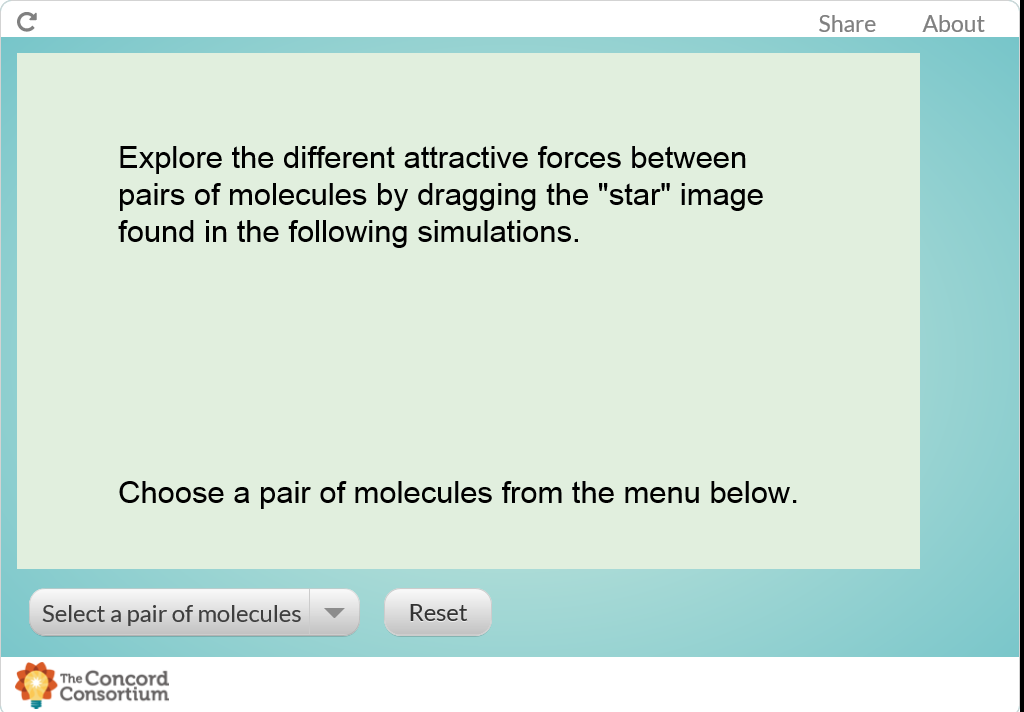 Share About
Explore the different attractive forces between
pairs of molecules by dragging the "star" image
found in the following simulations.
Choose a pair of molecules from the menu below.
Select a pair of molecules Reset
The Concord
Consortium